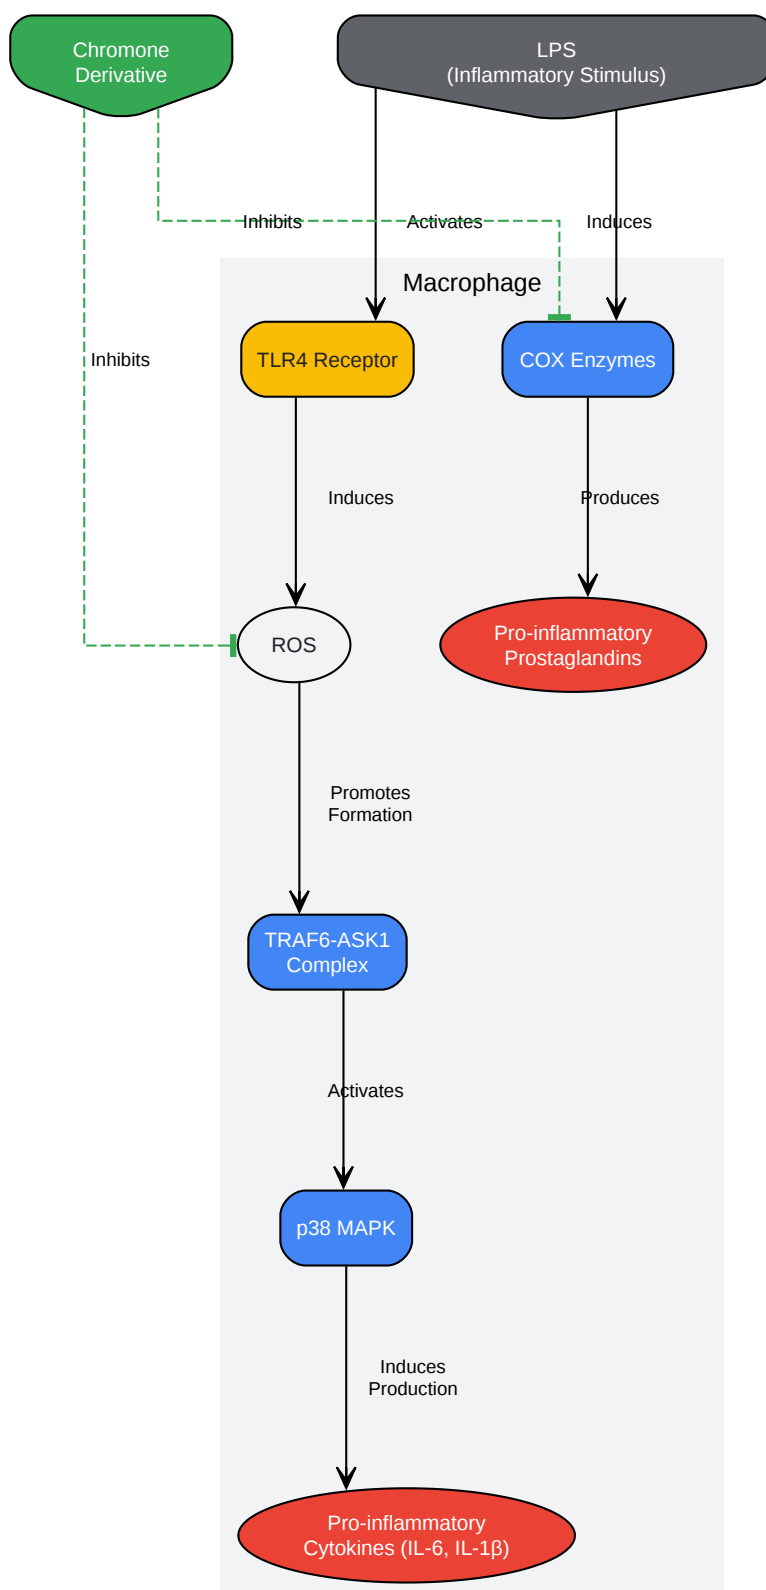 Chromone
Derivative
LPS
(Inflammatory Stimulus)
Inhibits
Activates
Induces
Macrophage
Inhibits
TLR4 Receptor
COX Enzymes
Induces
Produces
ROS
Pro-inflammatory
Prostaglandins
Promotes
Formation
TRAF6-ASK1
Complex
Activates
p38 MAPK
Induces
Production
Pro-inflammatory
Cytokines (IL-6, IL-1β)